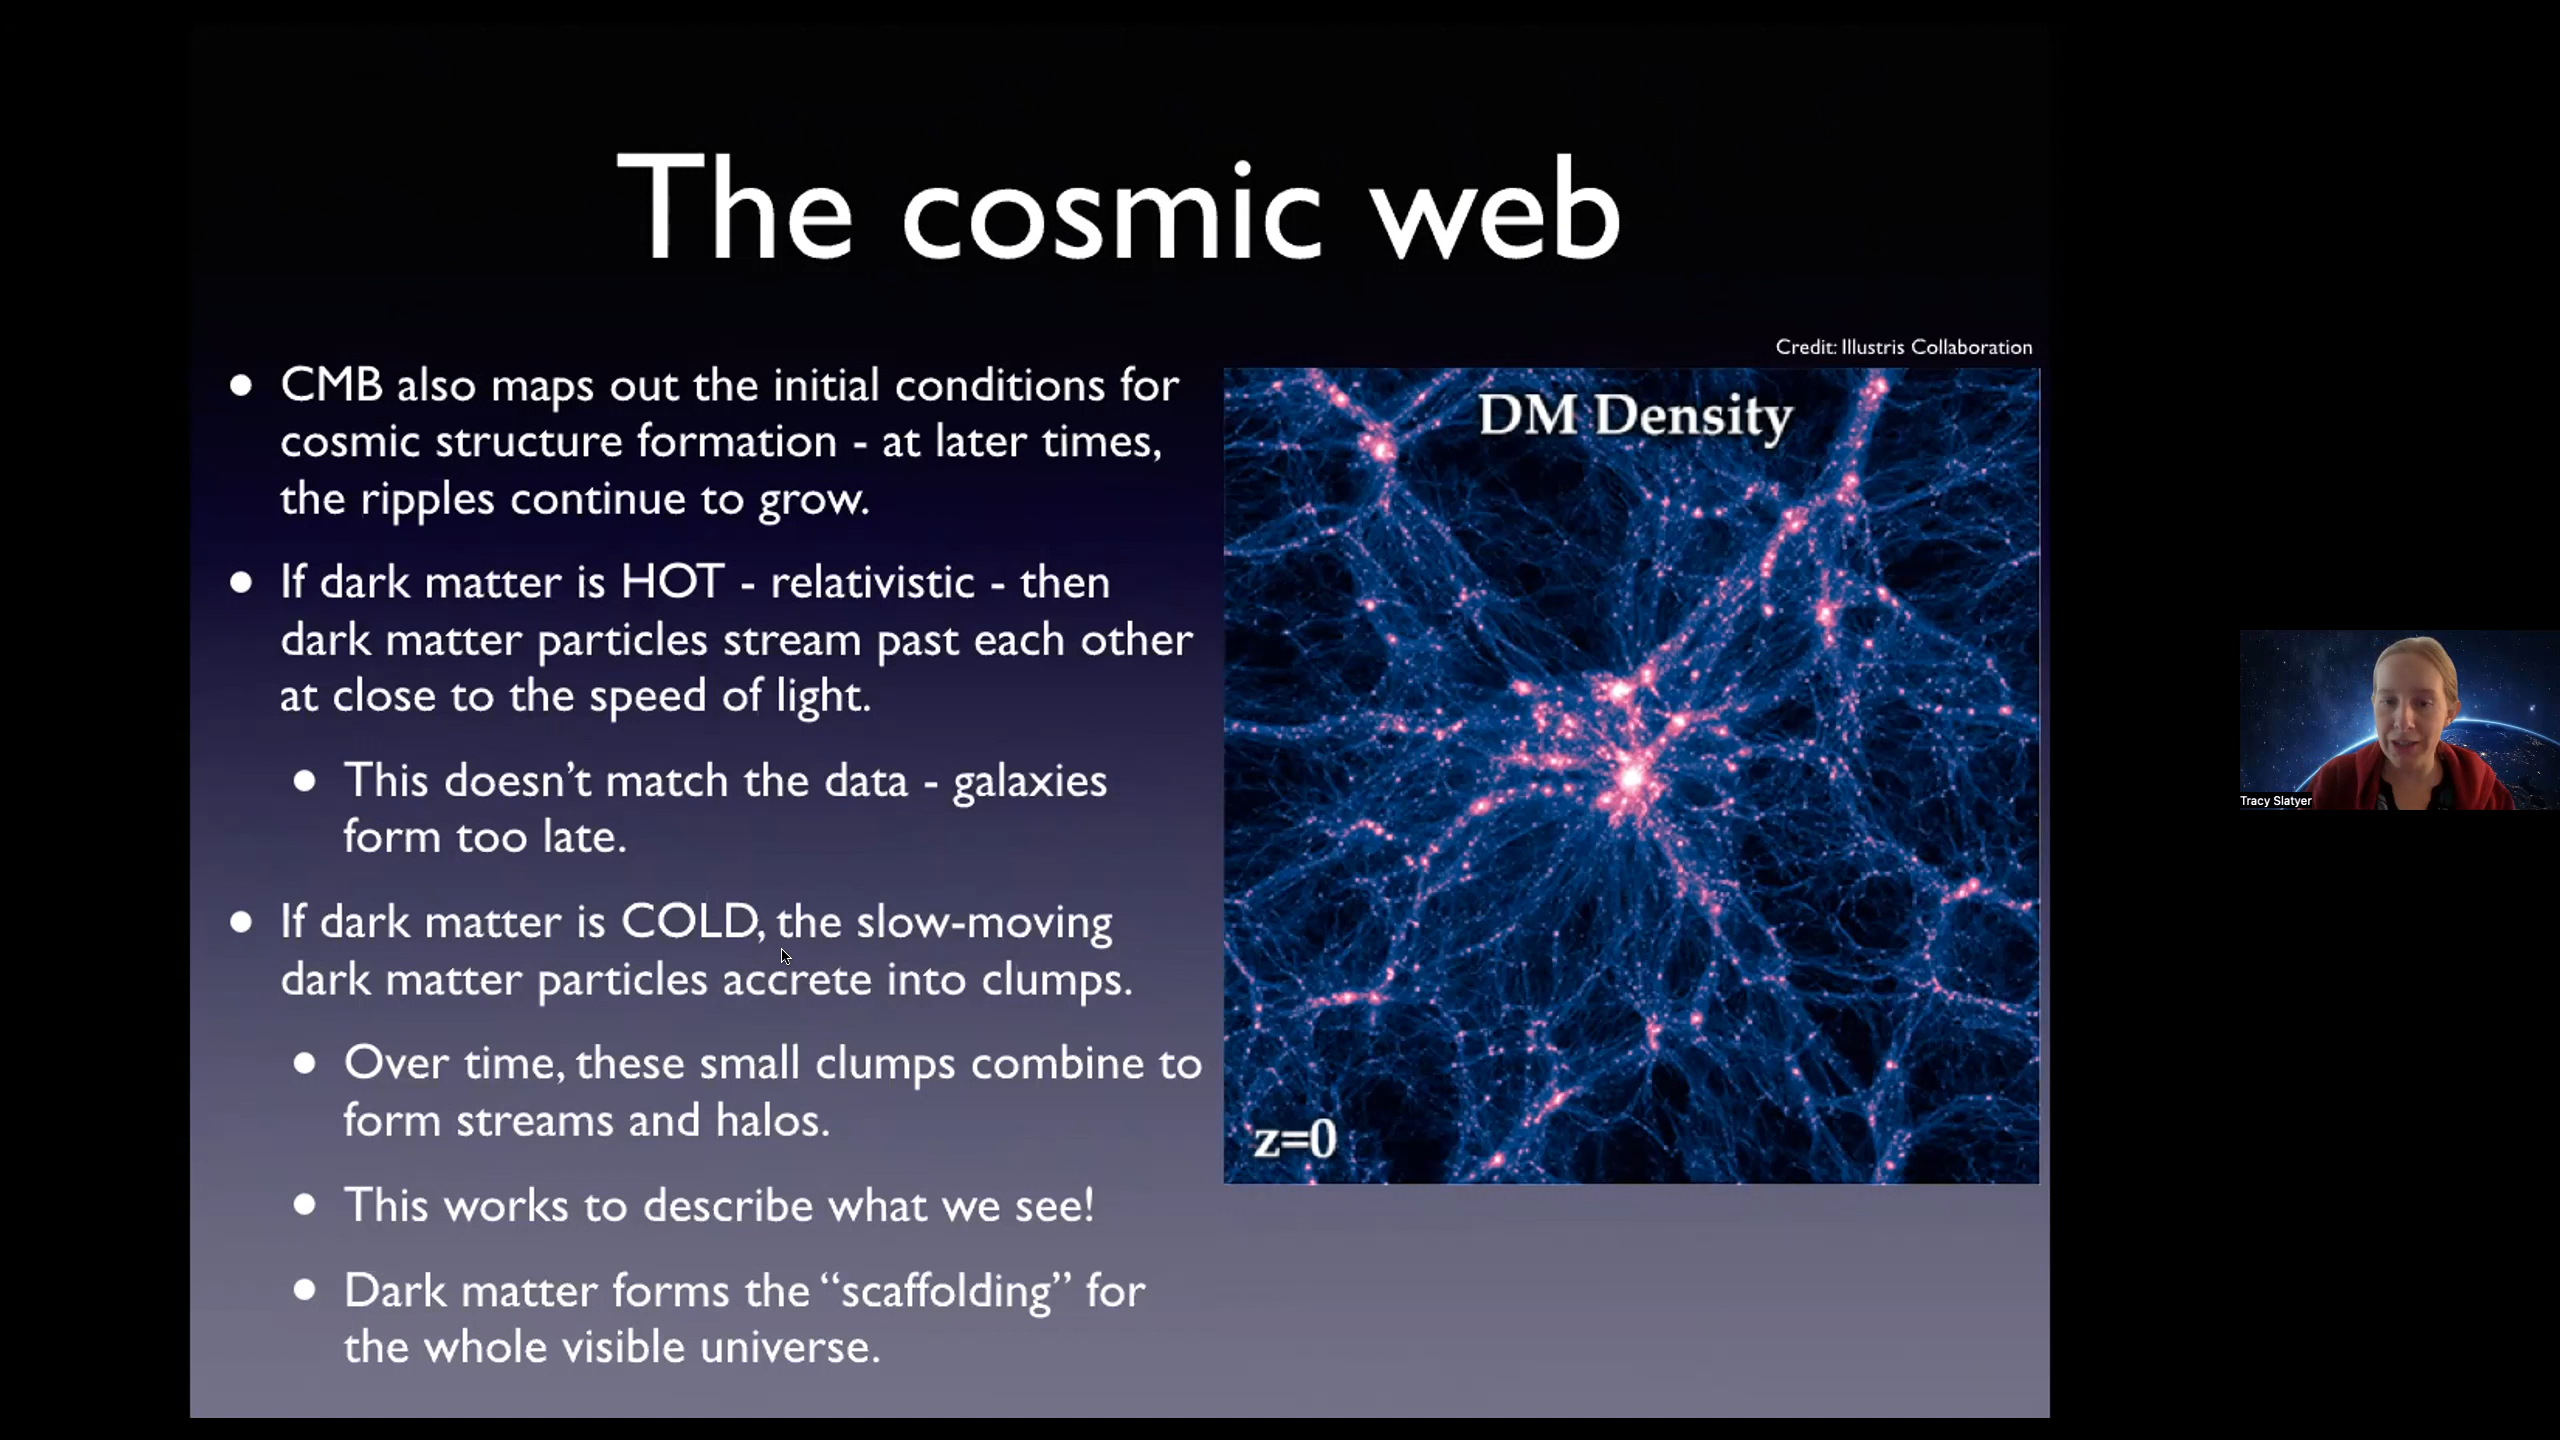 The cosmic web
Credit: Illustris Collaboration
• CMB also maps out the initial conditions for
cosmic structure formation - at later times,
the ripples continue to grow.
• If dark matter is HOT - relativistic - then
dark matter particles stream past each other
at close to the speed of light.
• This doesn’t match the data - galaxies
form too late.
• If dark matter is COLD, the slow-moving
dark matter particles accrete into clumps.
• Over time, these small clumps combine to
form streams and halos.
• This works to describe what we see!
• Dark matter forms the “scaffolding” for
the whole visible universe.
DM Density
z=0
Tracy Slatyer